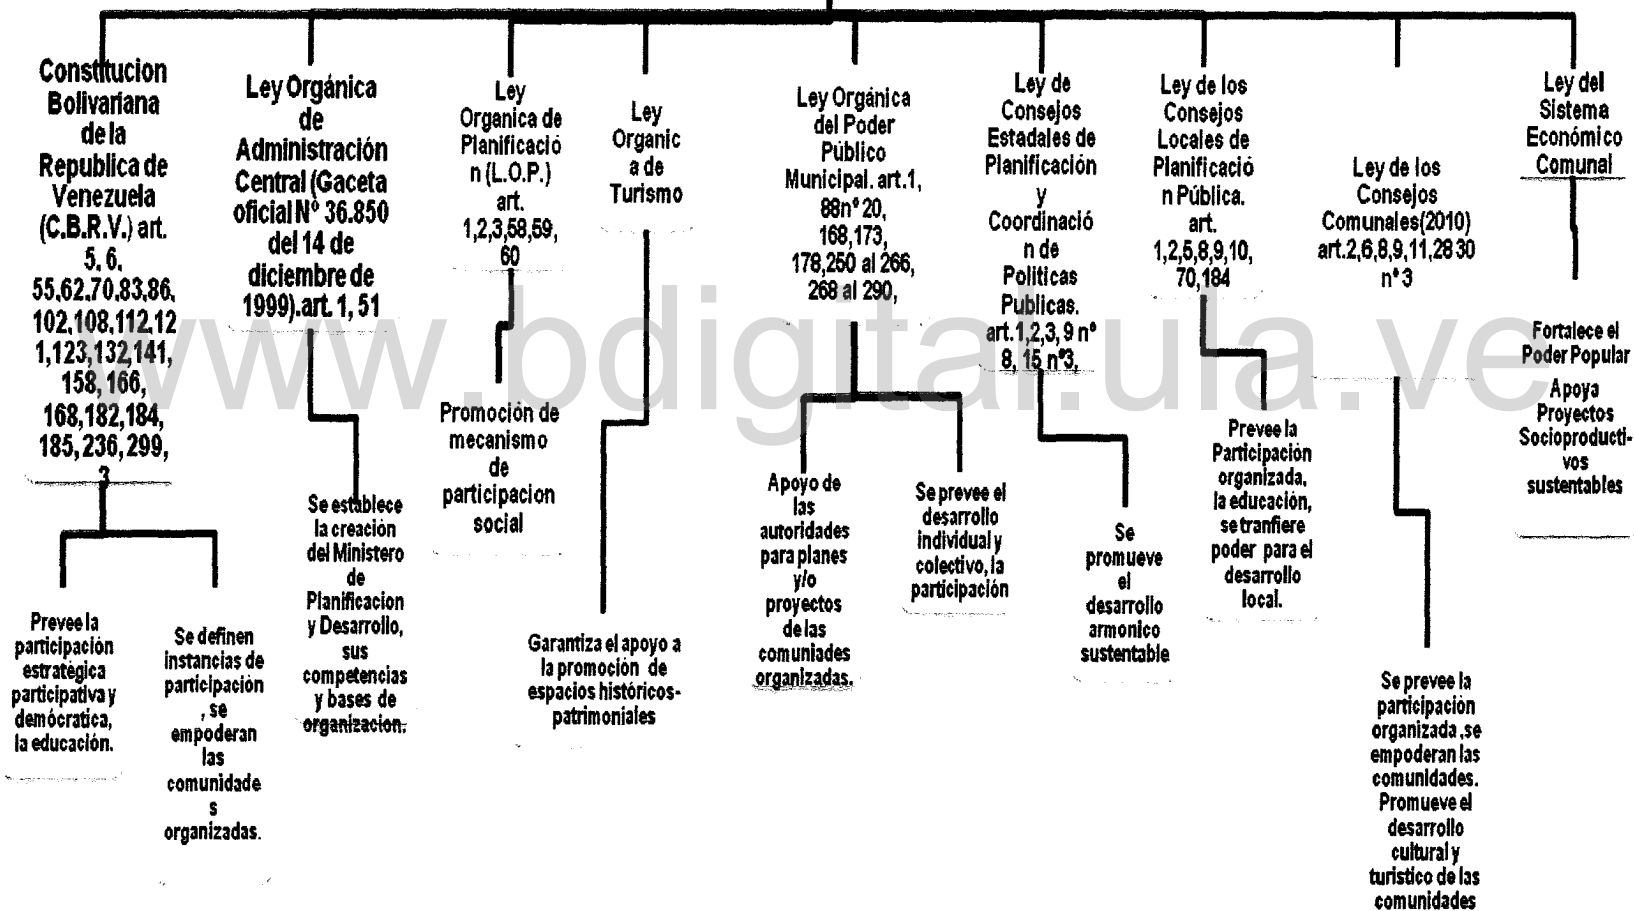 Constitucion
Bolivariana
de la
Republica de
Venezuela
(C.B.R.V.) art.
5, 6,
55,62,70,83,86,
102,108,112,12
1,123,132,141,
158, 166,
168,182,184,
185,236,299,
3
Prevee la
participación
estratégica
participativa y
demócratica,
la educación.
Se definen
instancias de
participación
, se
empoderan
las
comunidade
s
organizadas.
Ley Orgánica
de
Administración
Central (Gaceta
oficial Nº 36.850
del 14 de
diciembre de
1999).art. 1, 51
Se establece
la creación
del Ministero
de
Planificacion
y Desarrollo,
sus
competencias
y bases de
organizacion.
Ley
Organica de
Planificació
n (L.O.P.)
art.
1,2,3,58,59,
60
Promoción de
mecanismo
de
participacion
social
Ley
Organic
a de
Turismo
Garantiza el apoyo a
la promoción de
espacios históricos-
patrimoniales
Ley Orgánica
del Poder
Público
Municipal. art.1,
88nº 20,
168,173,
178,250 al 266,
268 al 290,
Apoyo de
las
autoridades
para planes
y/o
proyectos
de las
comuniades
organizadas.
Se prevee el
desarrollo
individual y
colectivo, la
participación
Ley de
Consejos
Estadales de
Planificación
y
Coordinació
n de
Politicas
Publicas.
art.1,2,3, 9 nº
8, 15 nº3,
Se
promueve
el
desarrollo
armonico
sustentable
Ley de los
Consejos
Locales de
Planificació
n Pública.
art.
1,2,5,8,9,10,
70,184
Prevee la
Participación
organizada,
la educación,
se tranfiere
poder para el
desarrollo
local.
Ley de los
Consejos
Comunales(2010)
art.2,6,8,9,11,28 30
nº 3
Se prevee la
participación
organizada ,se
empoderan las
comunidades.
Promueve el
desarrollo
cultural y
turistico de las
comunidades
Ley del
Sistema
Económico
Comunal
Fortalece el
Poder Popular
Apoya
Proyectos
Socioproducti-
vos
sustentables
www.bdigital.ula.ve